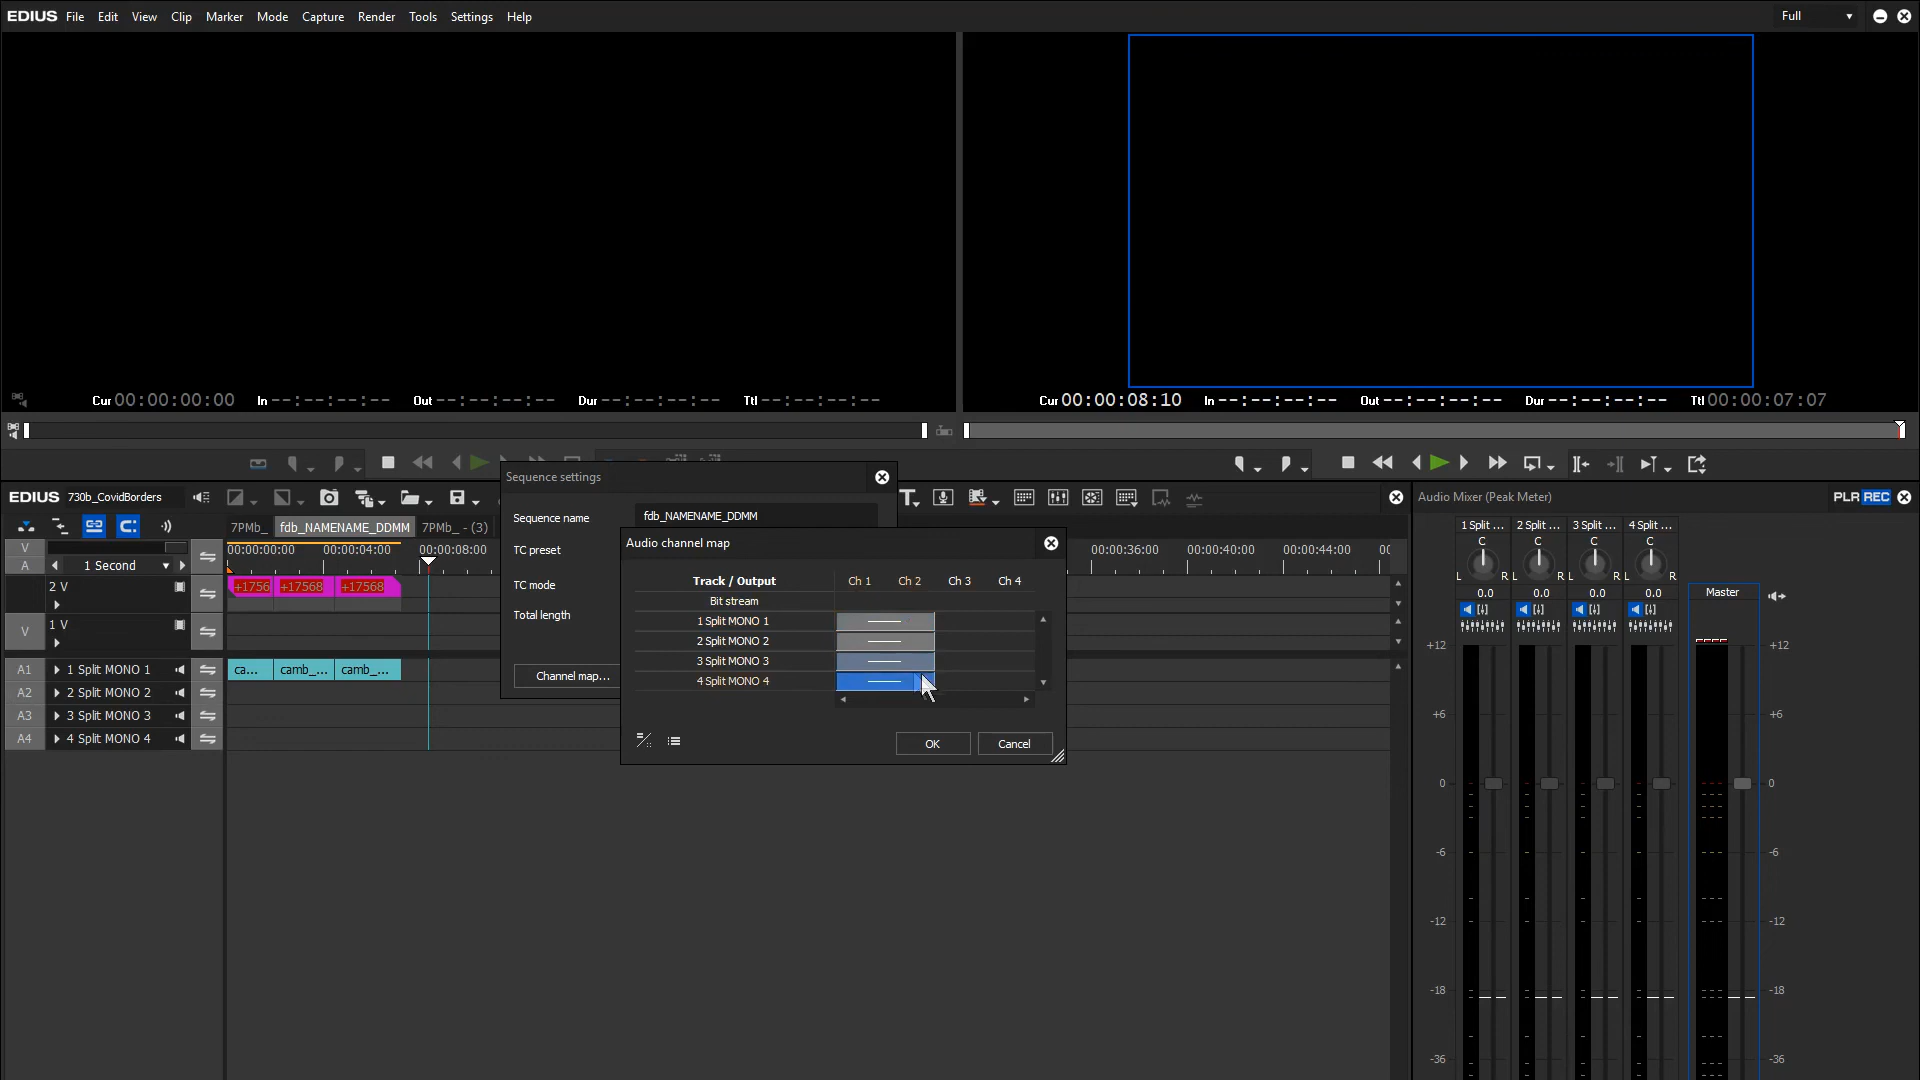 EDIUS File Edit View Clip Marker Mode Capture Render Tools Settings Help Full
Cur 00:00:00:00 In --:--:--:-- Out --:--:--:-- Dur --:--:--:-- Ttl --:--:--:--
Cur 00:00:08:10 In --:--:--:-- Out --:--:--:-- Dur --:--:--:-- Ttl 00:00:07:07
EDIUS 730b_CovidBorders
7PMb_ fdb_NAMENAME_DDMM 7PMb_ - (3)
V
A
1 Second
00:00:00:00 00:00:04:00 00:00:08:00 00:00:36:00 00:00:40:00 00:00:44:00 00
2 V
+1756 +17568 +17568
V
1 V
A1 1 Split MONO 1 ca... camb_... camb_...
A2 2 Split MONO 2
A3 3 Split MONO 3
A4 4 Split MONO 4
Sequence settings
Sequence name fdb_NAMENAME_DDMM
TC preset
TC mode
Total length
Channel map...
Audio channel map
Track / Output Ch 1 Ch 2 Ch 3 Ch 4
Bit stream
1 Split MONO 1
2 Split MONO 2
3 Split MONO 3
4 Split MONO 4
OK Cancel
Audio Mixer (Peak Meter) PLR REC
1 Split ... 2 Split ... 3 Split ... 4 Split ...
C C C C
L R L R L R L R
0.0 0.0 0.0 0.0
Master
+12 +12
+6 +6
0 0
-6 -6
-12 -12
-18 -18
-36 -36